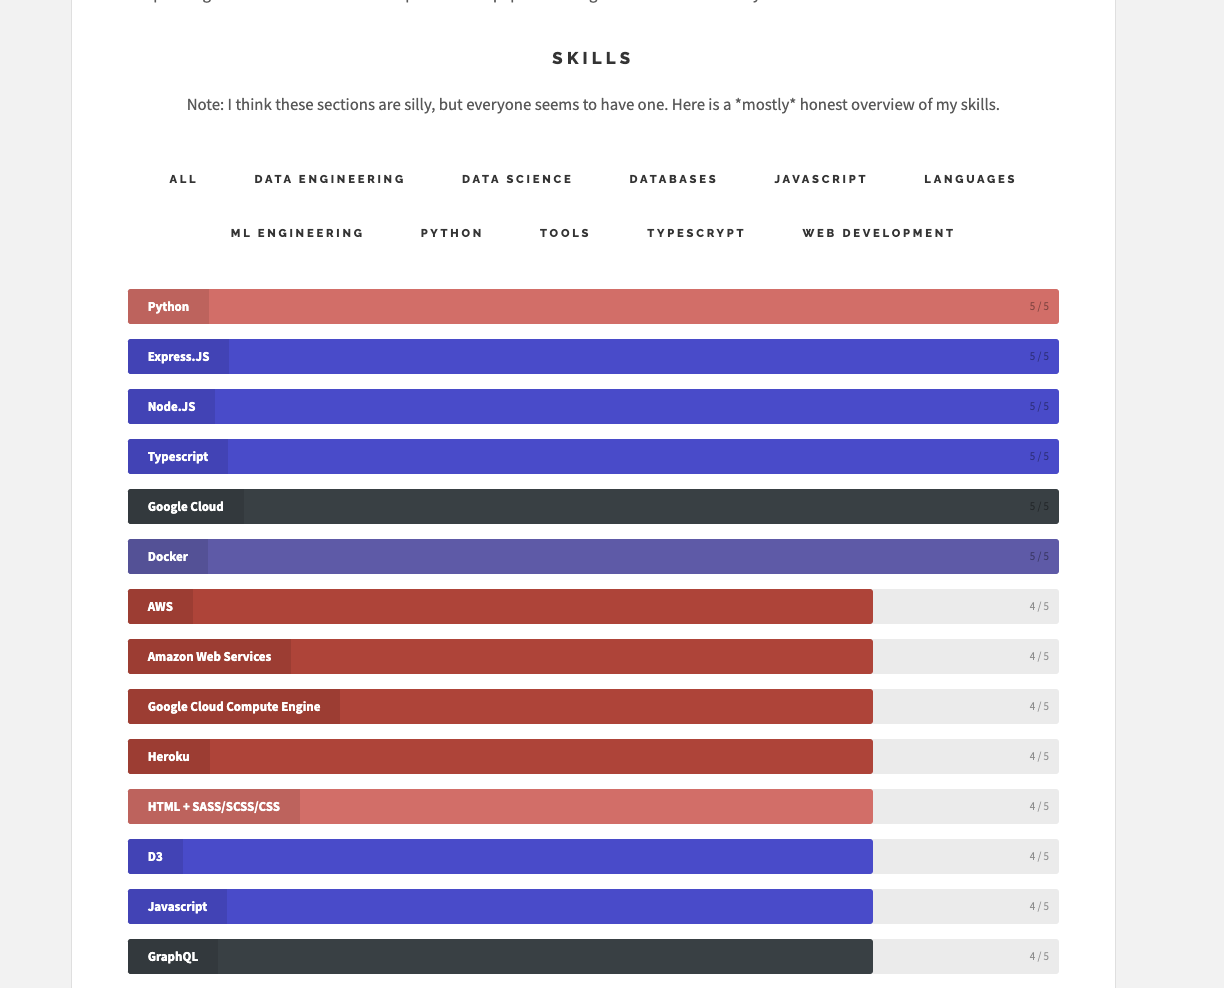 SKILLS
Note: I think these sections are silly, but everyone seems to have one. Here is a *mostly* honest overview of my skills.
ALL DATA ENGINEERING DATA SCIENCE DATABASES JAVASCRIPT LANGUAGES
ML ENGINEERING PYTHON TOOLS TYPESCRYPT WEB DEVELOPMENT
Python 5 / 5
Express.JS 5 / 5
Node.JS 5 / 5
Typescript 5 / 5
Google Cloud 5 / 5
Docker 5 / 5
AWS 4 / 5
Amazon Web Services 4 / 5
Google Cloud Compute Engine 4 / 5
Heroku 4 / 5
HTML + SASS/SCSS/CSS 4 / 5
D3 4 / 5
Javascript 4 / 5
GraphQL 4 / 5